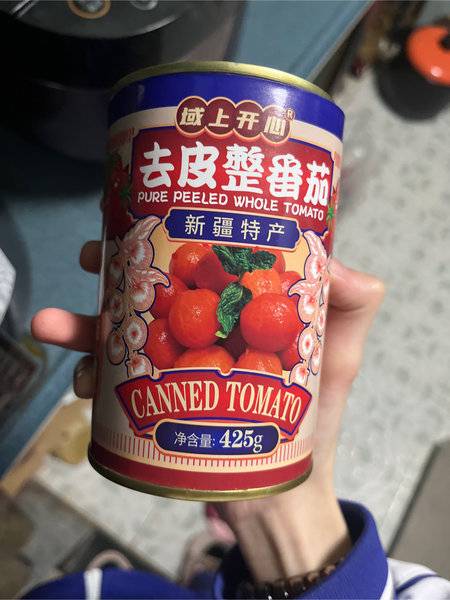 域上开心®
去皮整番茄
PURE PEELED WHOLE TOMATO
新疆特产
CANNED TOMATO
净含量: 425g